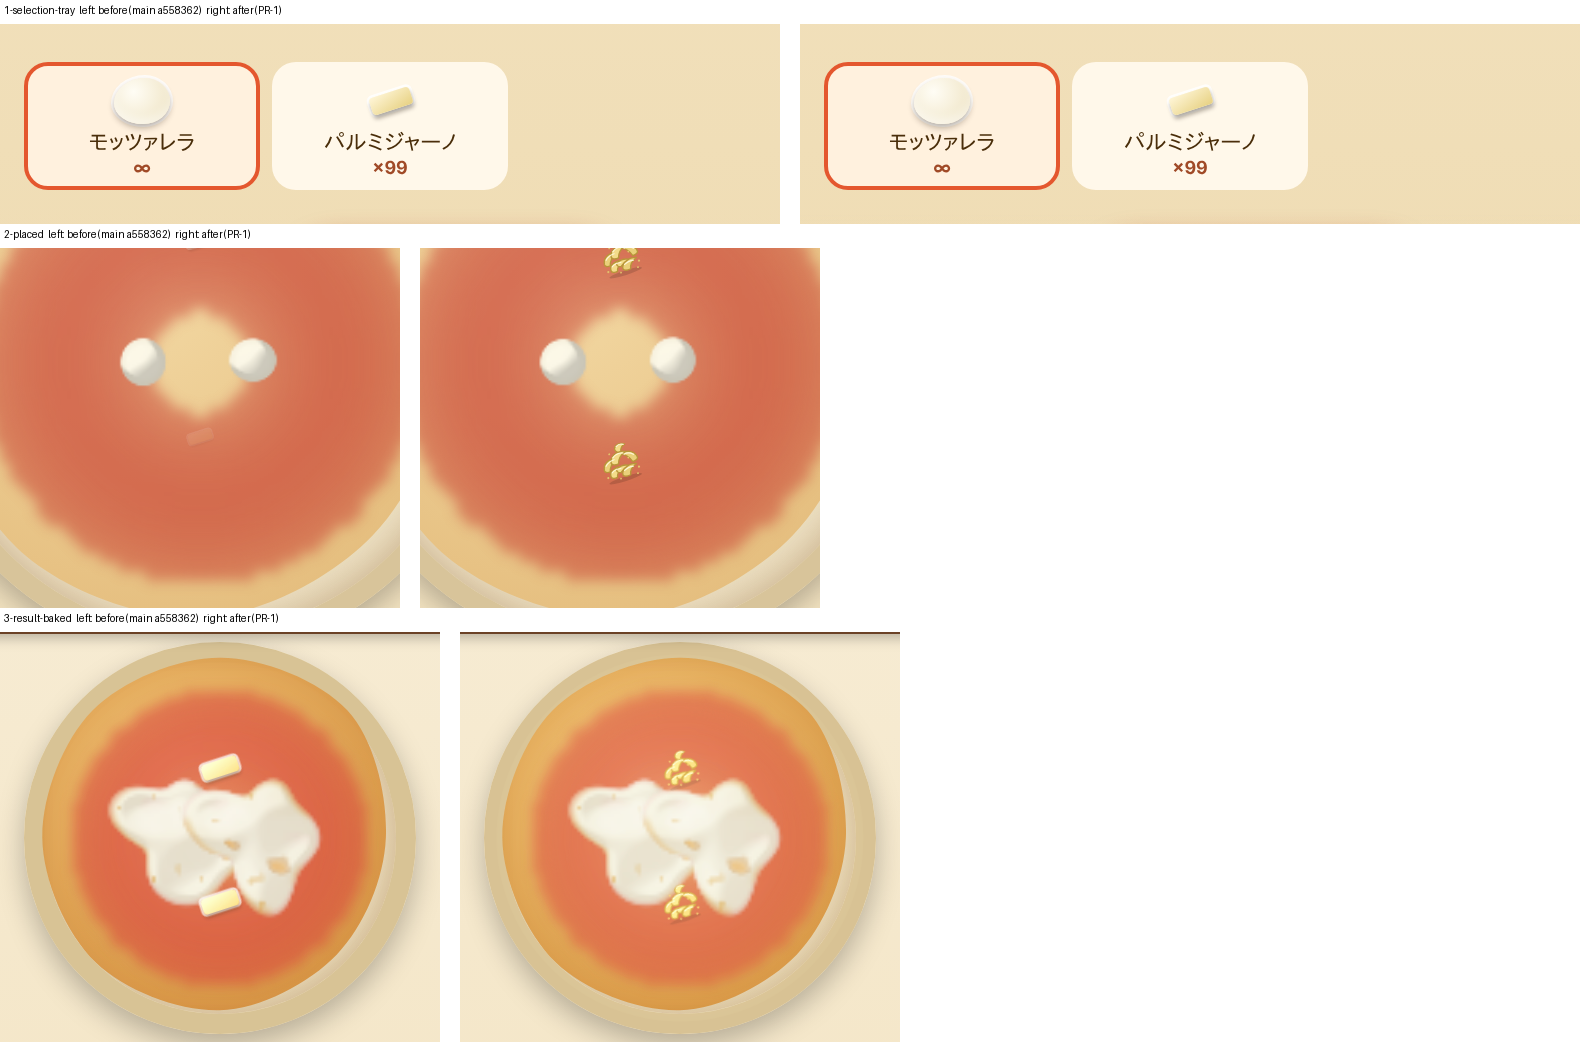 1-selection-tray left before(main a558362) right after(PR-1)
モッツァレラ
∞
パルミジャーノ
×99
モッツァレラ
∞
パルミジャーノ
×99
2-placed left before(main a558362) right after(PR-1)
3-result-baked left before(main a558362) right after(PR-1)